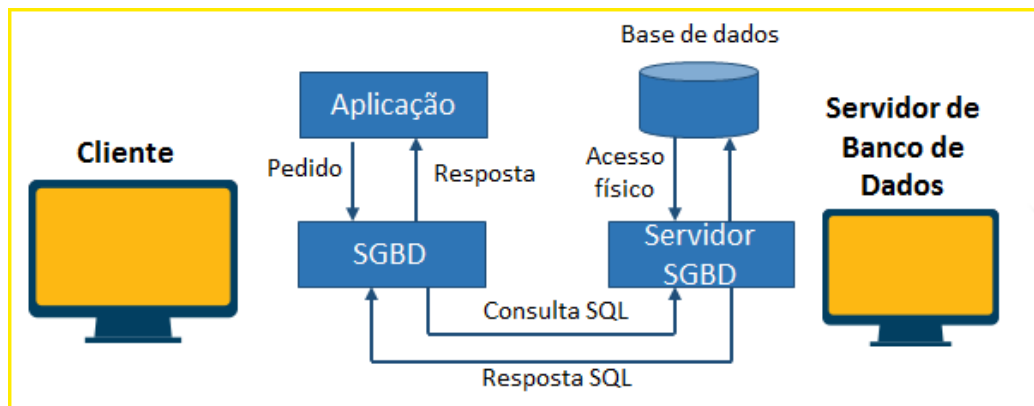 Cliente
Aplicação
Pedido
Resposta
SGBD
Consulta SQL
Resposta SQL
Base de dados
Acesso
físico
Servidor
SGBD
Servidor de
Banco de
Dados